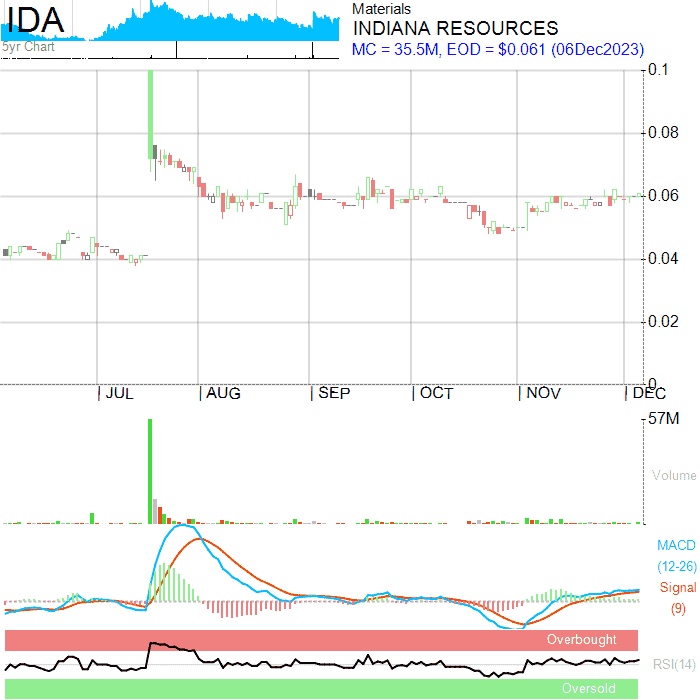 IDA
5yr Chart
Materials
INDIANA RESOURCES
MC = 35.5M, EOD = $0.061 (06Dec2023)
0.1
0.08
0.06
0.04
0.02
0
JUL
AUG
SEP
OCT
NOV
DEC
57M
Volume
MACD
(12-26)
Signal
(9)
Overbought
RSI(14)
Oversold